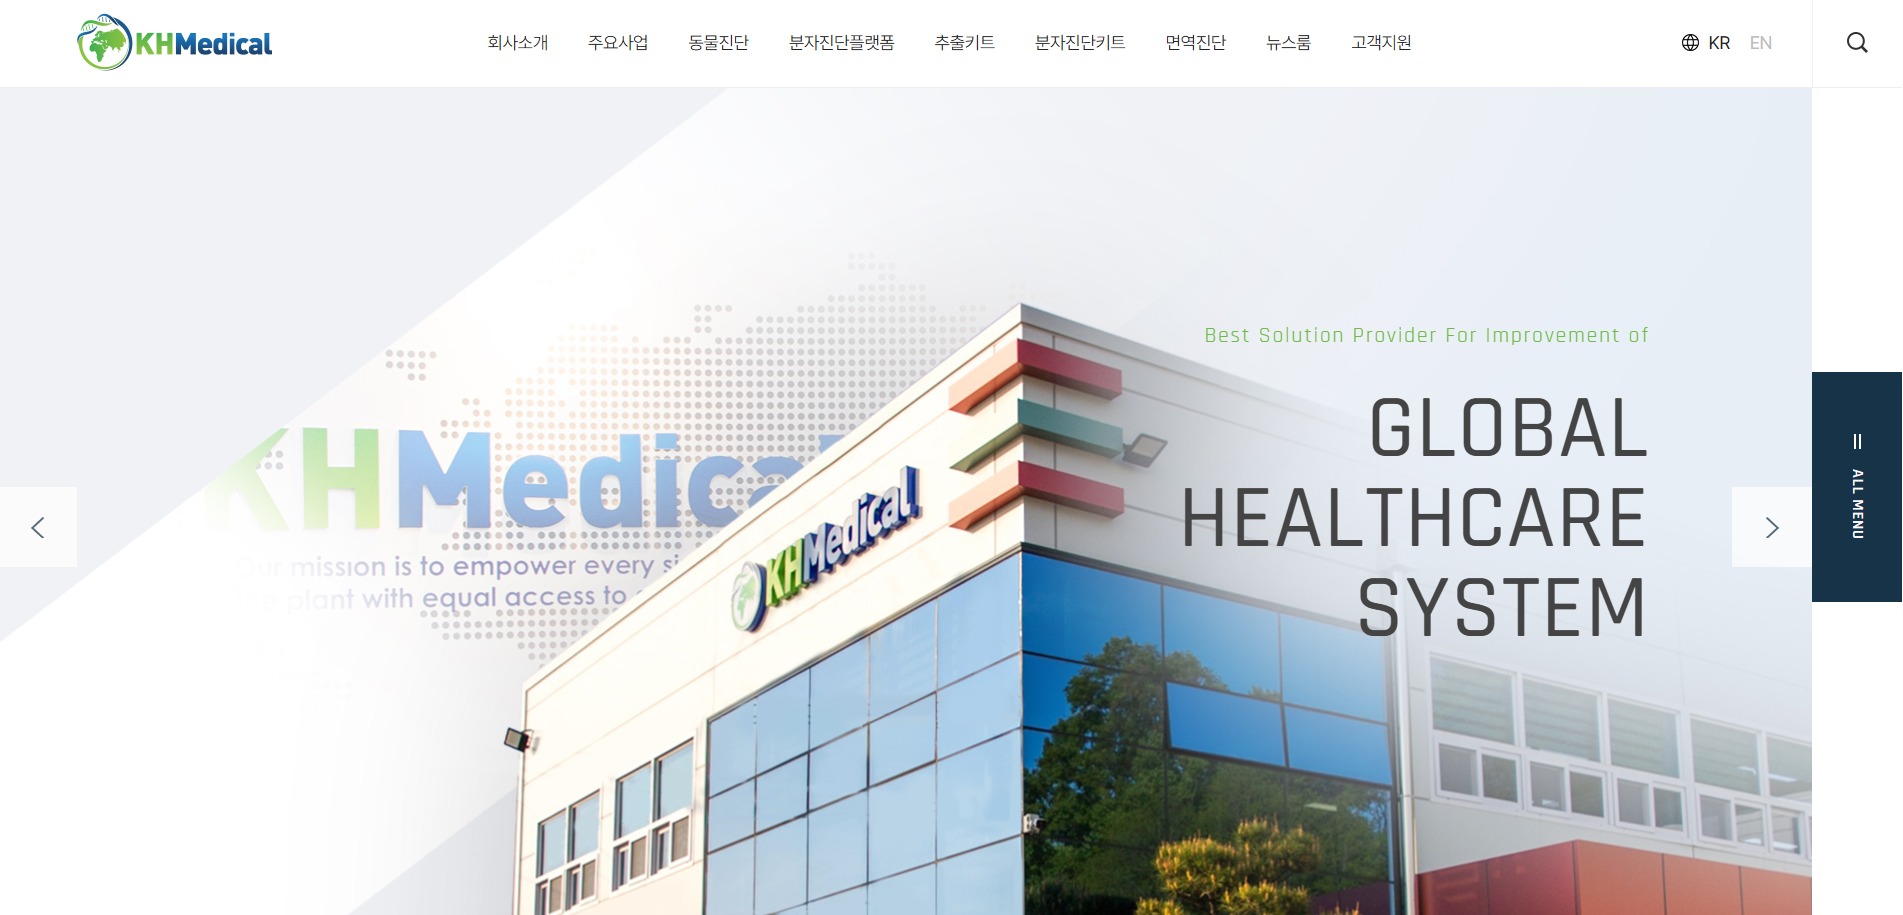 KHMedical
회사소개 주요사업 동물진단 분자진단플랫폼 추출키트 분자진단키트 면역진단 뉴스룸 고객지원
KR EN
Best Solution Provider For Improvement of
GLOBAL
HEALTHCARE
SYSTEM
KHMedical
Our mission is to empower every
plant with equal access to
KHMedical
ALL MENU